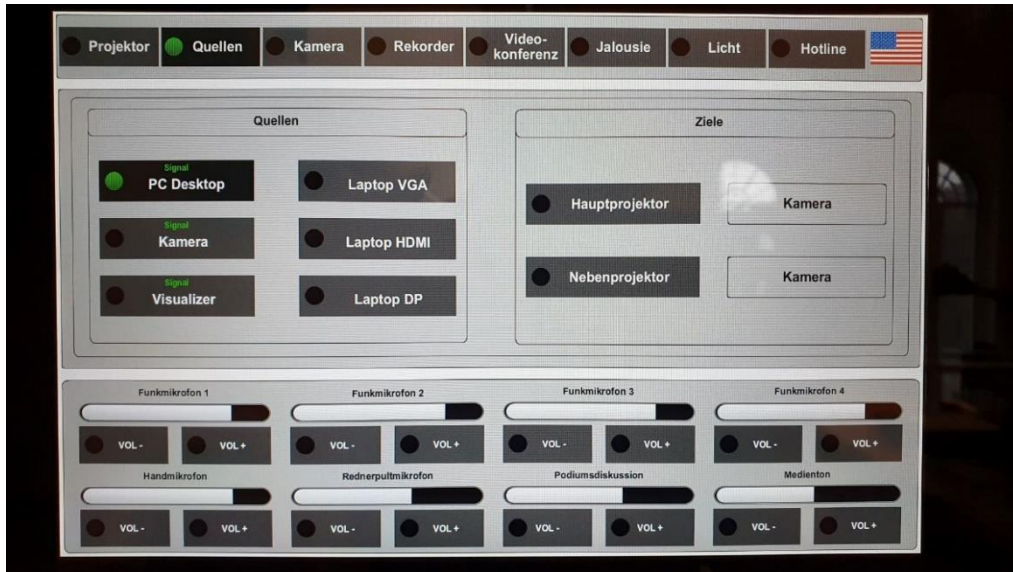 Projektor
Quellen
Kamera
Rekorder
Video-
konferenz
Jalousie
Licht
Hotline
Quellen
Signal
PC Desktop
Laptop VGA
Signal
Kamera
Laptop HDMI
Signal
Visualizer
Laptop DP
Ziele
Hauptprojektor
Kamera
Nebenprojektor
Kamera
Funkmikrofon 1
Funkmikrofon 2
Funkmikrofon 3
Funkmikrofon 4
VOL -
VOL +
VOL -
VOL +
VOL -
VOL +
VOL -
VOL +
Handmikrofon
Rednerpultmikrofon
Podiumsdiskussion
Medienton
VOL -
VOL +
VOL -
VOL +
VOL -
VOL +
VOL -
VOL +